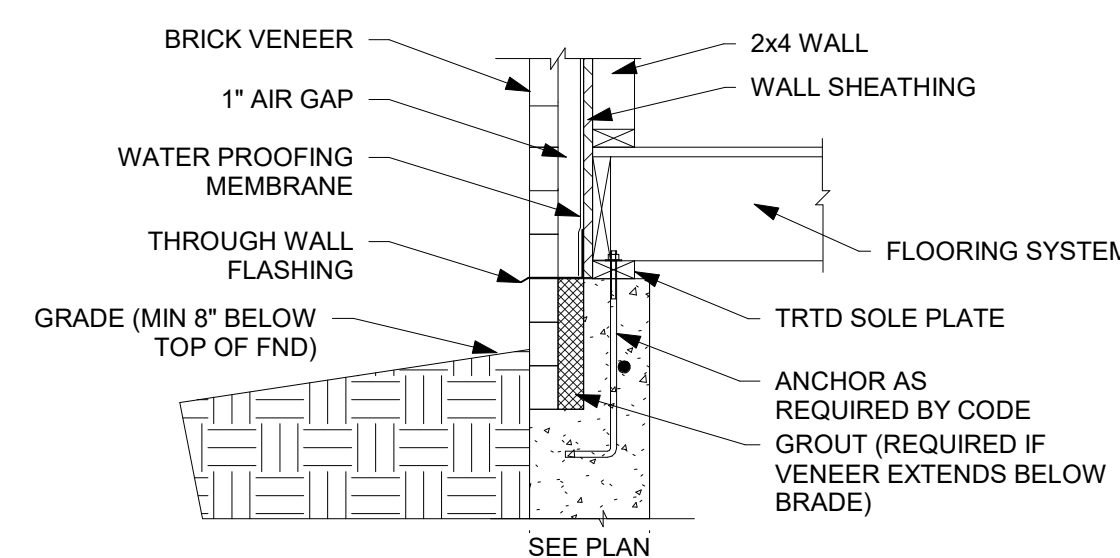 BRICK VENEER
1" AIR GAP
WATER PROOFING
MEMBRANE
THROUGH WALL
FLASHING
GRADE (MIN 8" BELOW
TOP OF FND)
2x4 WALL
WALL SHEATHING
FLOORING SYSTEM
TRTD SOLE PLATE
ANCHOR AS
REQUIRED BY CODE
GROUT (REQUIRED IF
VENEER EXTENDS BELOW
BRADE)
SEE PLAN